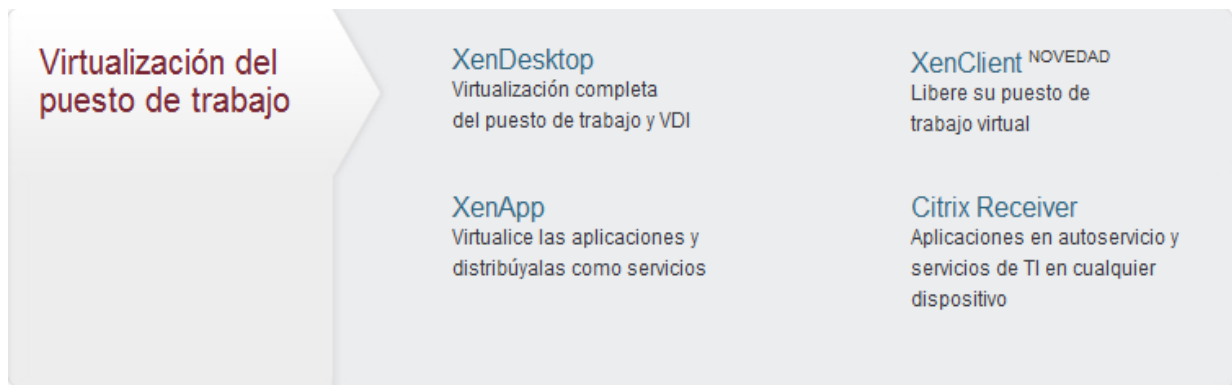 Virtualización del
puesto de trabajo
XenDesktop
Virtualización completa
del puesto de trabajo y VDI
XenClient NOVEDAD
Libere su puesto de
trabajo virtual
XenApp
Virtualice las aplicaciones y
distribúyalas como servicios
Citrix Receiver
Aplicaciones en autoservicio y
servicios de TI en cualquier
dispositivo